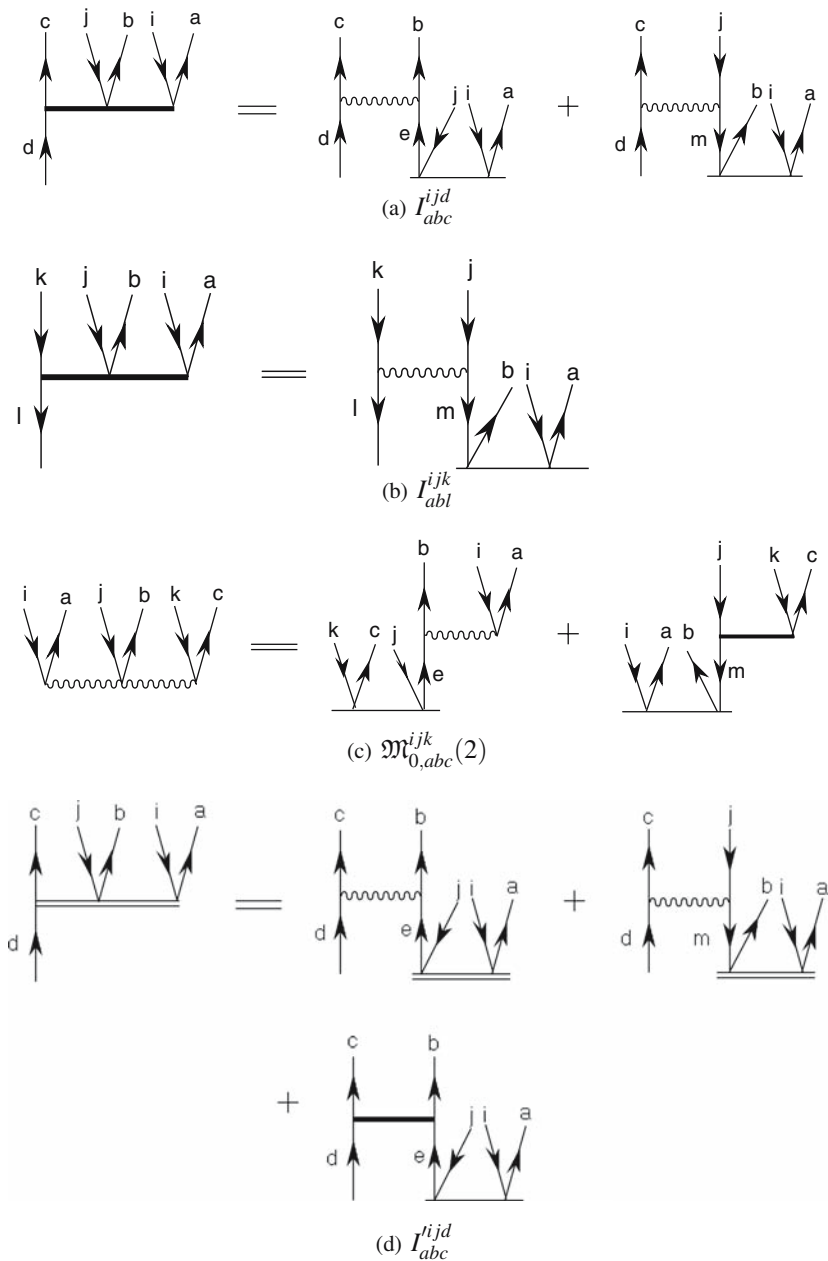 c j b i a c b c j
= j i + b i a
d d e a d m
(a) I^{ijd}_{abc}
k j b i a k j
= b i a
l l m
(b) I^{ijk}_{abl}
b i a j k c
i a j b k c = k c j + i a b
e m
(c) 𝔐^{ijk}_{0,abc}(2)
c j b i a c b c j
= j i a + b i a
d d e d m
c b
+ j i a
d e
(d) I'^{ijd}_{abc}